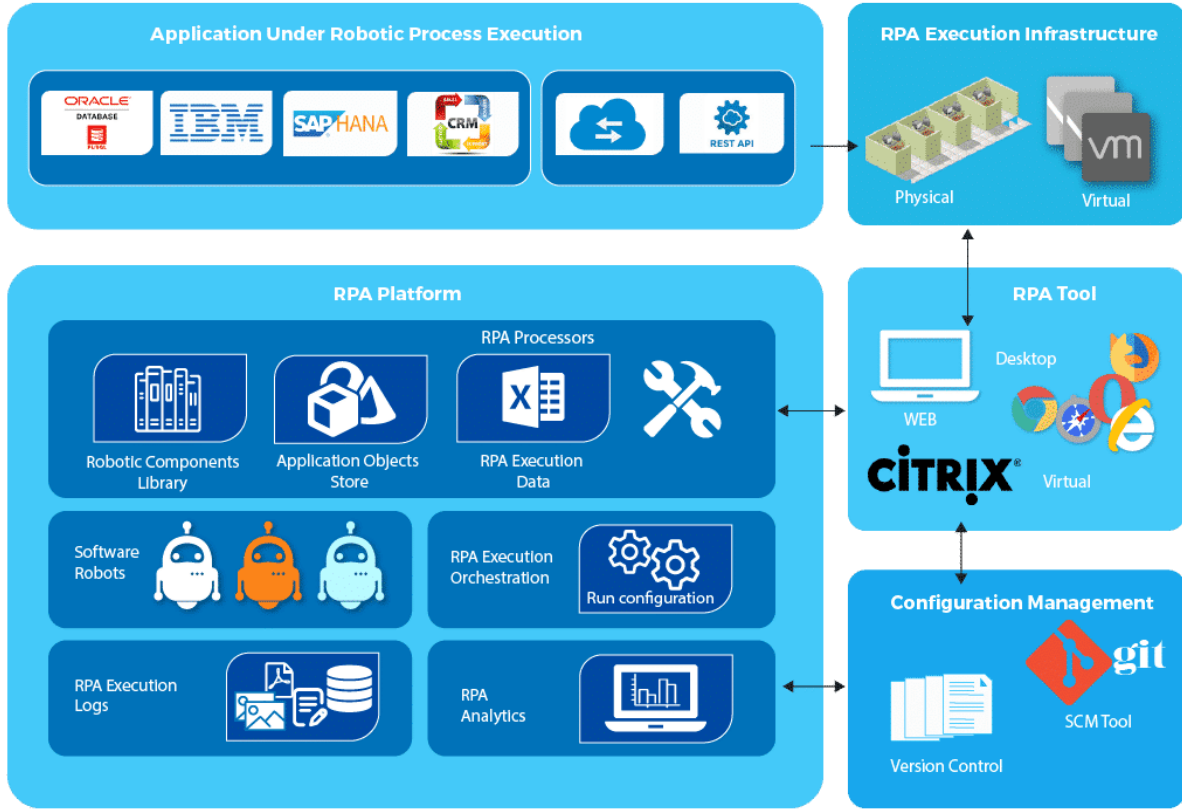 Application Under Robotic Process Execution
ORACLE
DATABASE
IBM
SAP HANA
SALES
CRM
REST API
RPA Execution Infrastructure
vm
Physical
Virtual
RPA Platform
RPA Processors
X
Robotic Components
Library
Application Objects
Store
RPA Execution
Data
Software
Robots
RPA Execution
Orchestration
Run configuration
RPA Execution
Logs
RPA
Analytics
RPA Tool
Desktop
WEB
CITRIX®
Virtual
Configuration Management
git
SCM Tool
Version Control